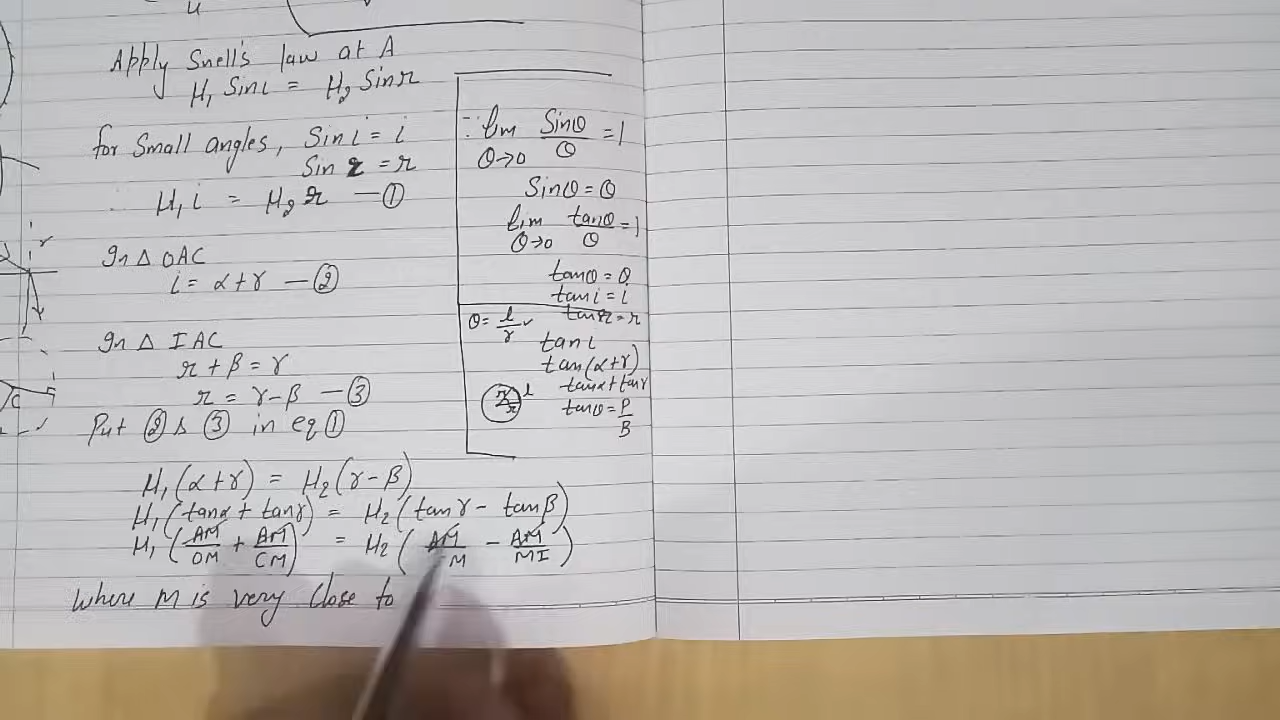 u
Apply Snell's law at A
μ₁ Sin i = μ₂ Sin r
for Small angles, Sin i = i
Sin r = r
∴ μ₁ i = μ₂ r — ①
In Δ OAC
i = α+γ — ②
In Δ IAC
r + β = γ
r = γ-β — ③
Put ② & ③ in eq ①
μ₁(α+γ) = μ₂(γ-β)
μ₁(tanα + tanγ) = μ₂(tanγ - tanβ)
μ₁(AM/OM + AM/CM) = μ₂(AM/M - AM/MI)
Where M is very close to
∵ lim θ→0 Sinθ/θ = 1
Sinθ = θ
lim θ→0 tanθ/θ = 1
tanθ = θ
tan i = i
tan r = r
θ = l/r
tan i
tan(α+γ)
tanα + tanγ
l
tanθ = P/B
r